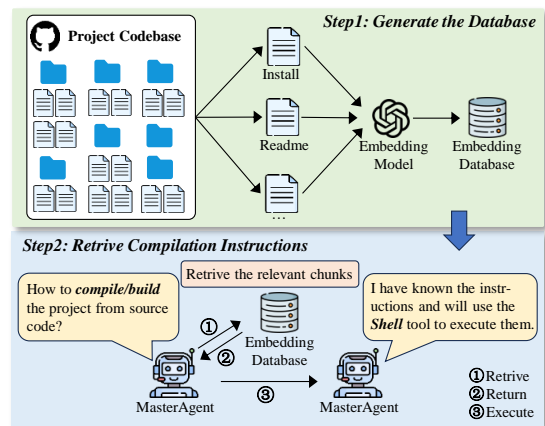 Step1: Generate the Database
Project Codebase
Install
Readme
...
Embedding
Model
Embedding
Database
Step2: Retrive Compilation Instructions
Retrive the relevant chunks
How to compile/build
the project from source
code?
I have known the instr-
uctions and will use the
Shell tool to execute them.
①
②
Embedding
Database
③
MasterAgent
MasterAgent
①Retrive
②Return
③Execute